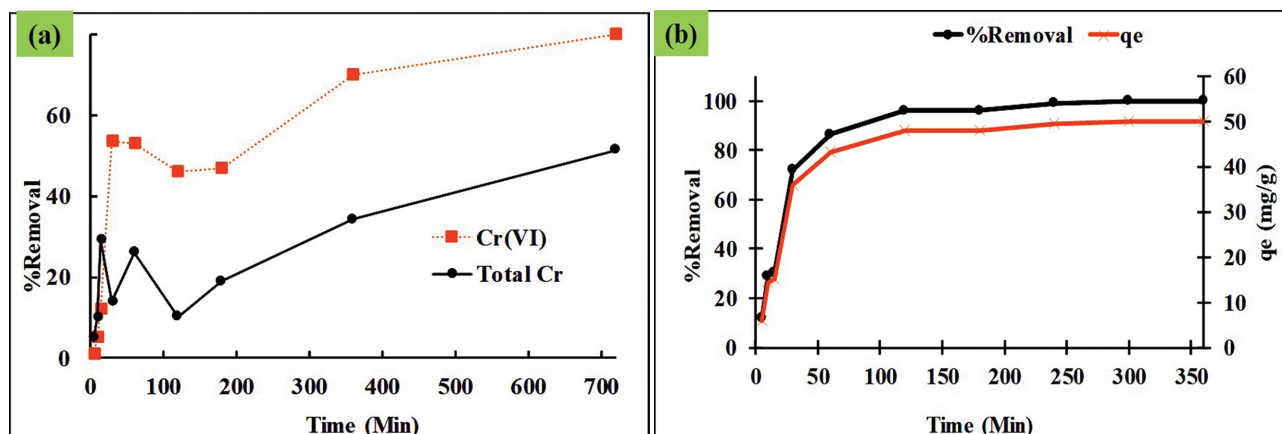 (a)
%Removal
60
40
20
0
0 100 200 300 400 500 600 700
Time (Min)
Cr(VI)
Total Cr
(b)
%Removal qe
%Removal
100
80
60
40
20
0
60
50
40
30
20
10
0
qe (mg/g)
0 50 100 150 200 250 300 350
Time (Min)